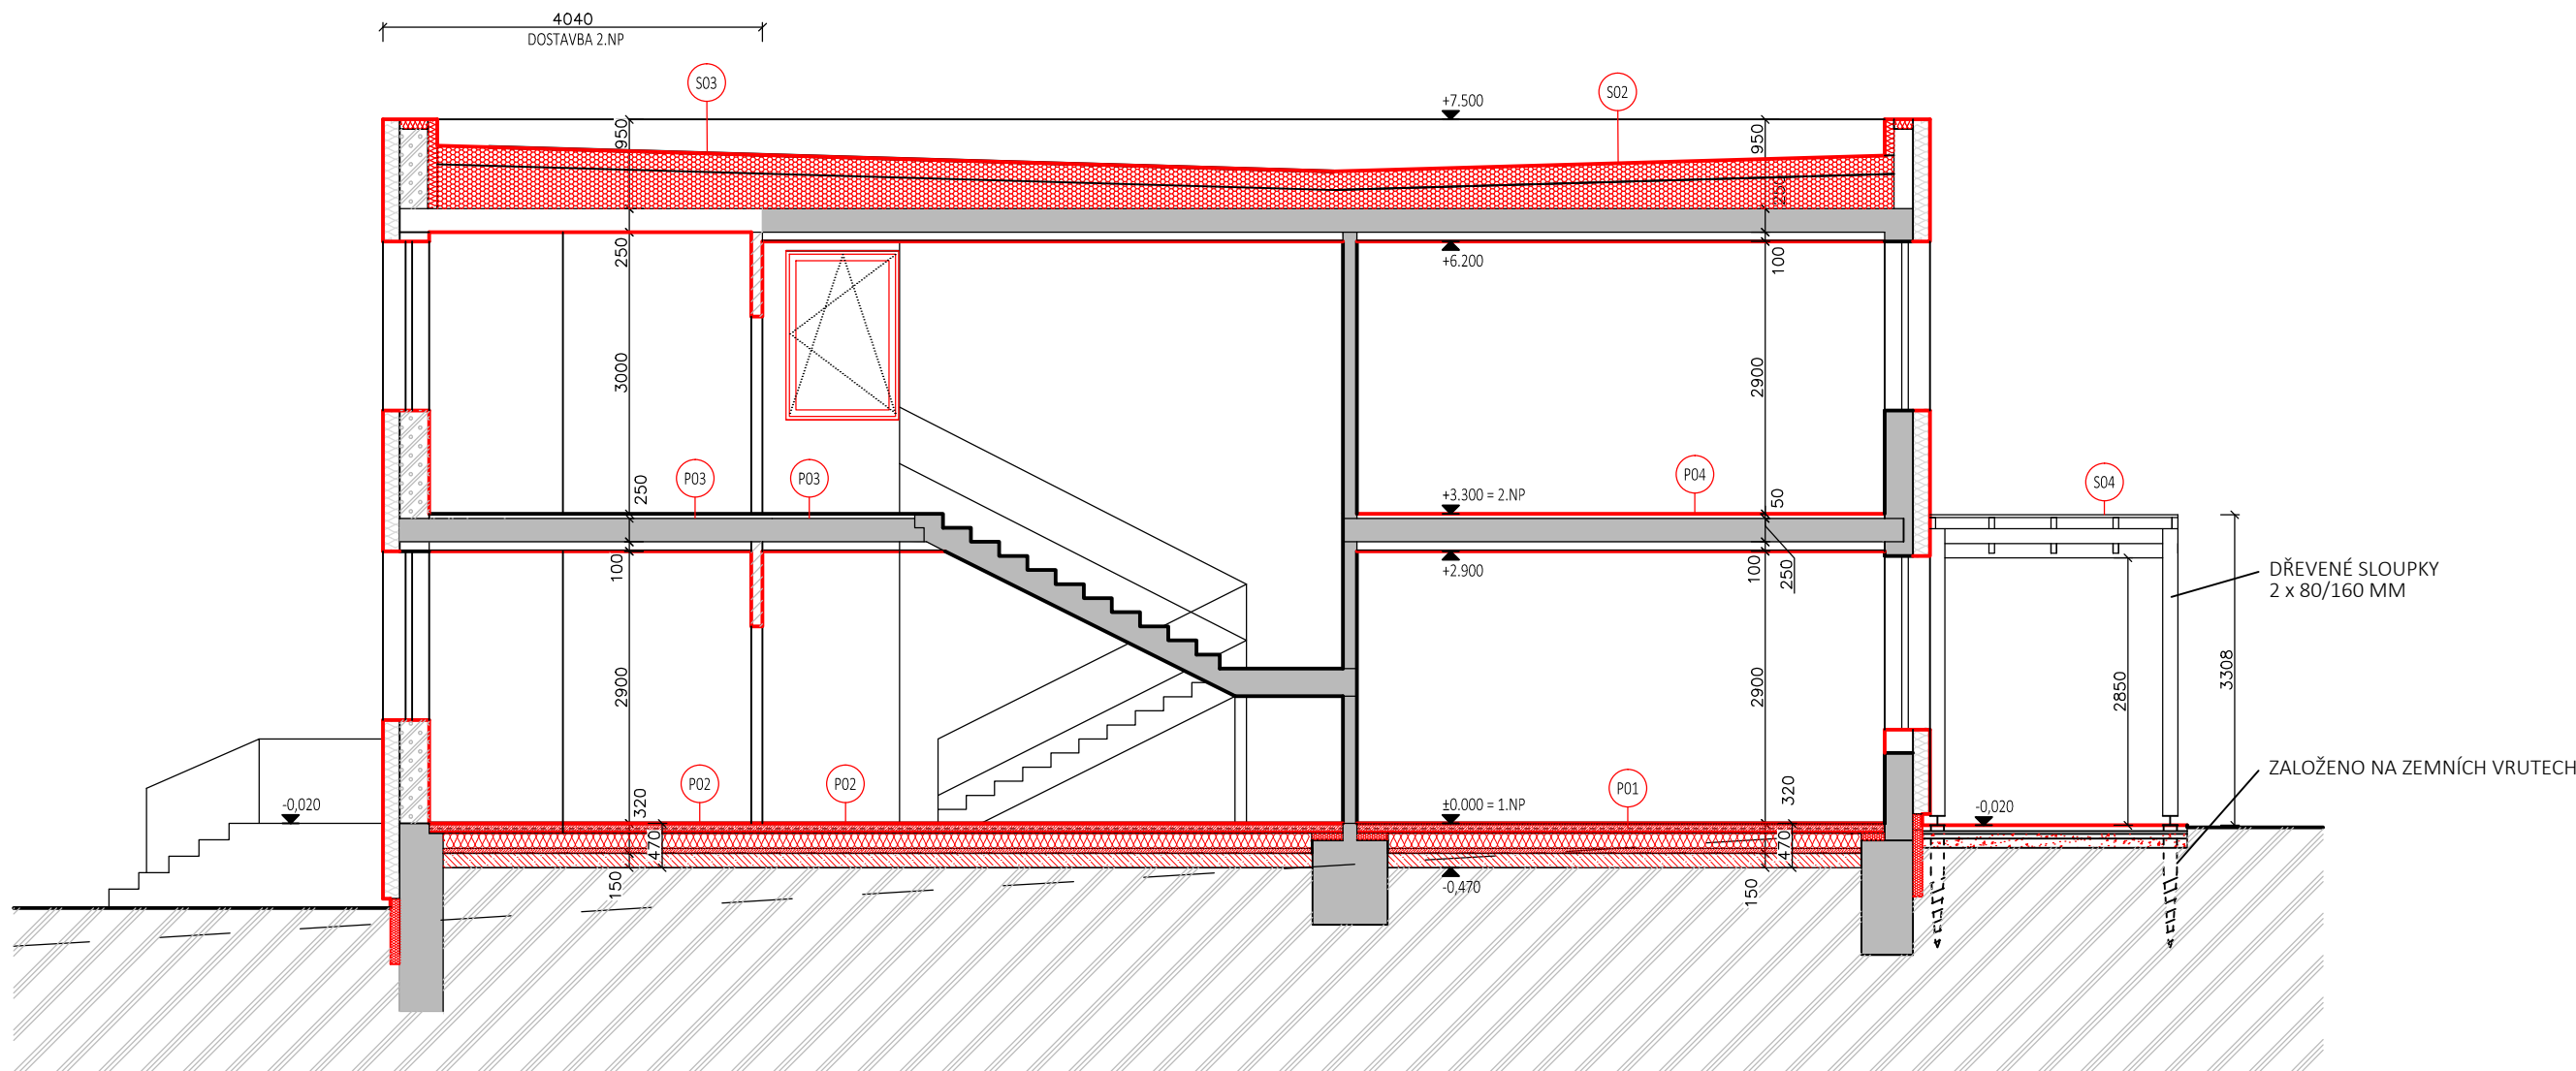 4040
DOSTAVBA 2.NP
S03
S02
+7.500
950
950
250
250
100
+6.200
3000
2900
250
P03
P03
P04
+3.300 = 2.NP
50
S04
100
+2.900
100
250
DŘEVENÉ SLOUPKY
2 x 80/160 MM
2900
2900
2850
3308
ZALOŽENO NA ZEMNÍCH VRUTECH
-0,020
320
P02
P02
±0.000 = 1.NP
P01
320
-0,020
470
470
150
-0,470
150